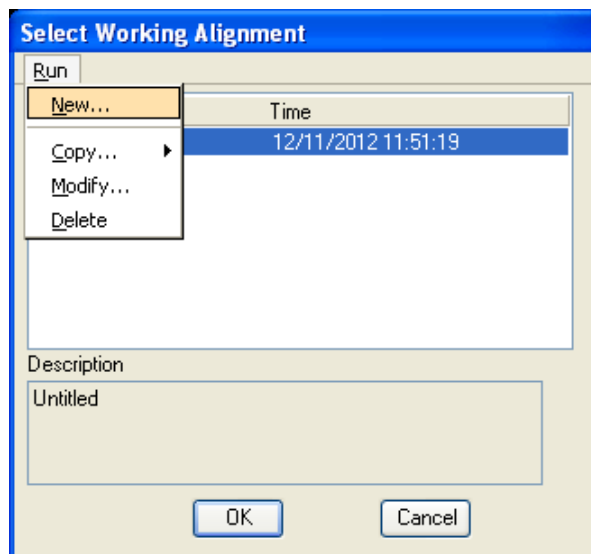 Select Working Alignment
Run
New...
Time
12/11/2012 11:51:19
Copy...
Modify...
Delete
Description
Untitled
OK Cancel